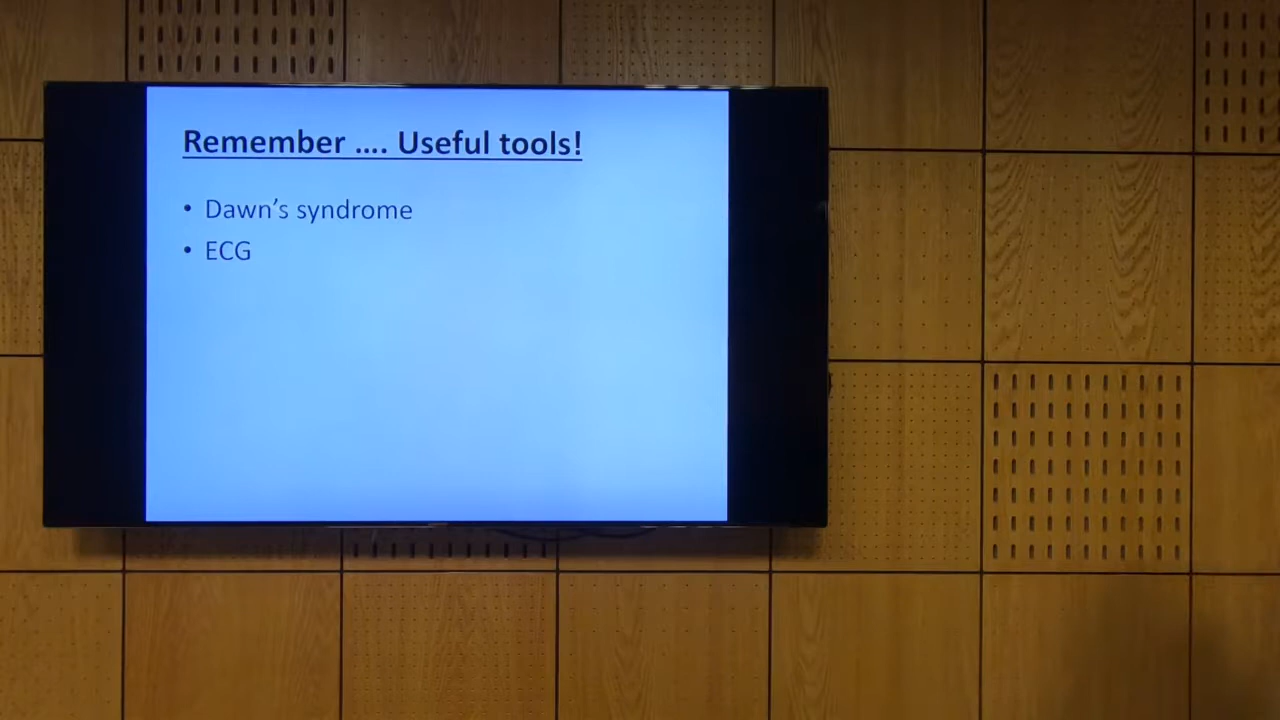 Remember .... Useful tools!
• Dawn's syndrome
• ECG